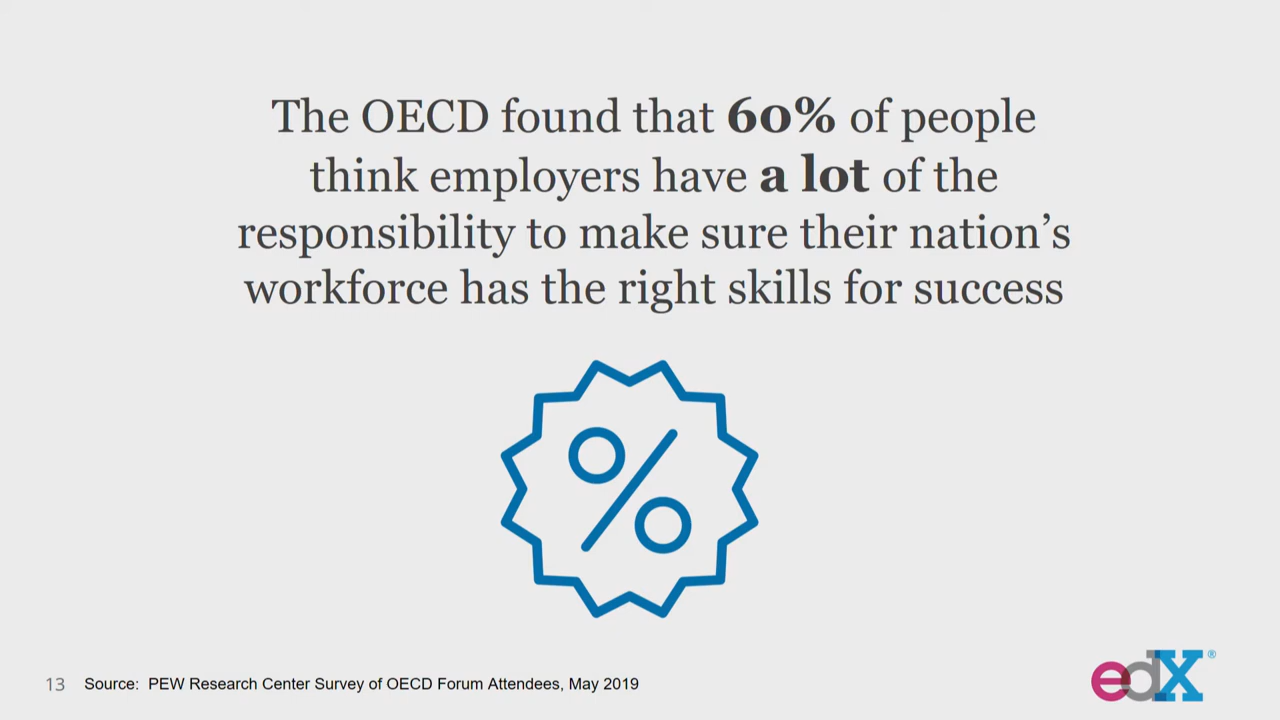 The OECD found that 60% of people
think employers have a lot of the
responsibility to make sure their nation’s
workforce has the right skills for success
%
13 Source: PEW Research Center Survey of OECD Forum Attendees, May 2019
edX®